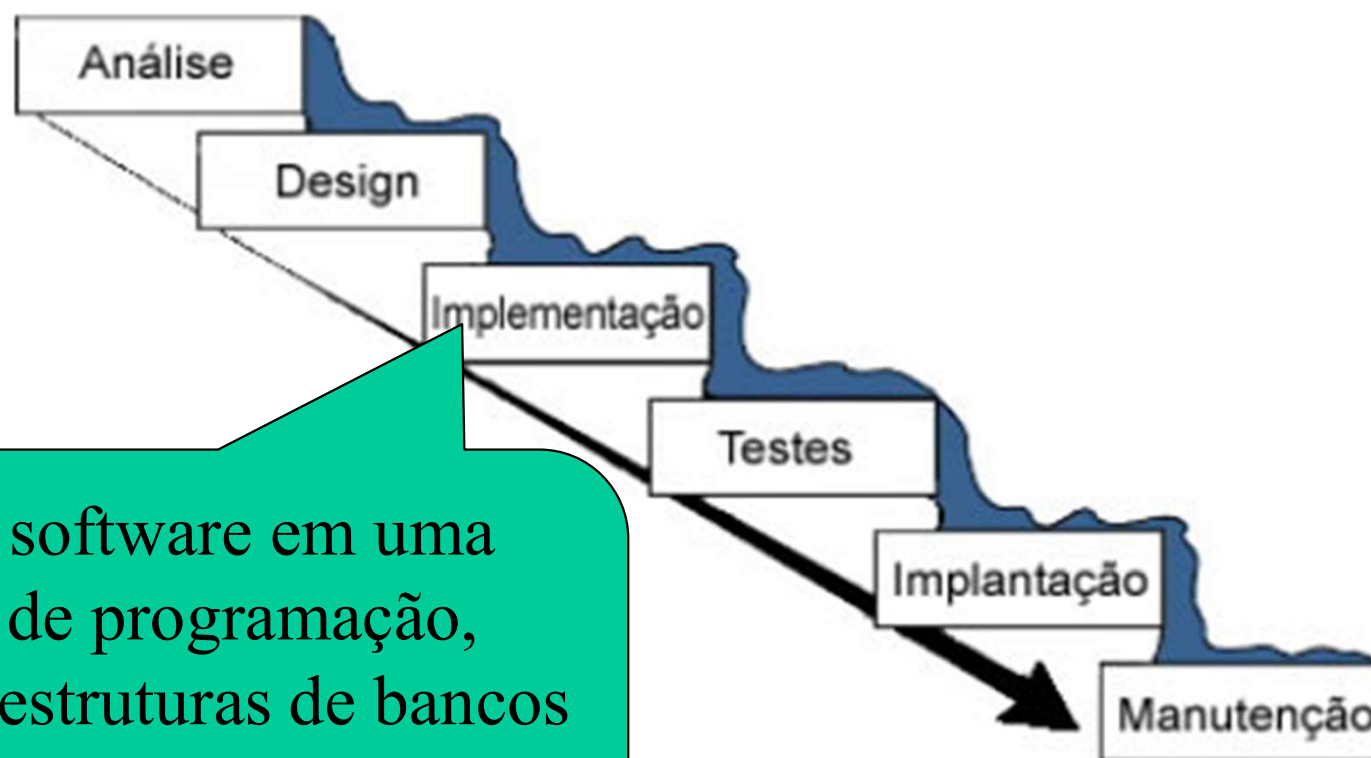 Análise
Design
Implementação
Testes
software em uma
de programação,
Implantação
estruturas de bancos
Manutenção